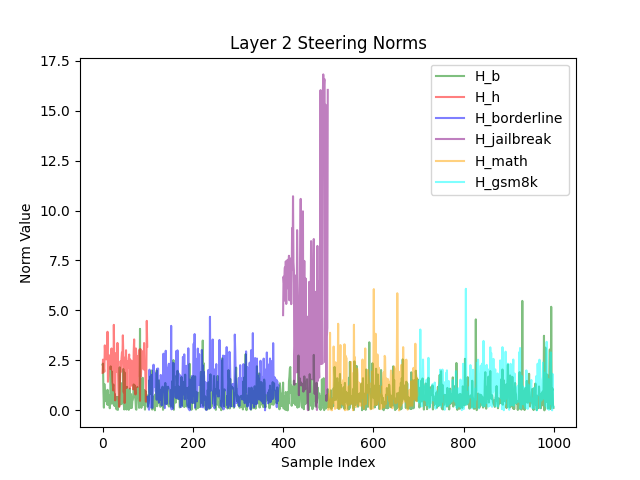 Layer 2 Steering Norms
17.5
15.0
12.5
10.0
7.5
5.0
2.5
0.0
Norm Value
H_b
H_h
H_borderline
H_jailbreak
H_math
H_gsm8k
0 200 400 600 800 1000
Sample Index